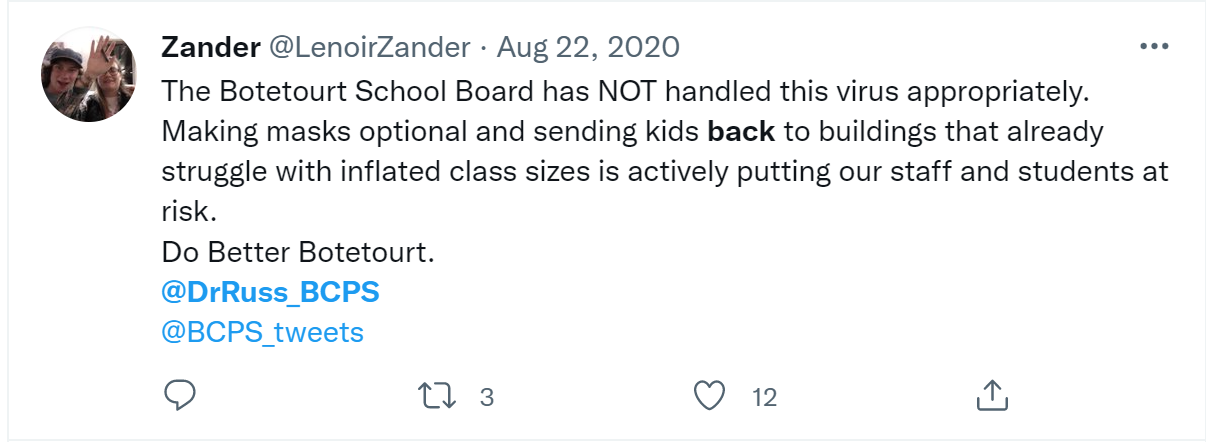 Zander @LenoirZander · Aug 22, 2020
The Botetourt School Board has NOT handled this virus appropriately.
Making masks optional and sending kids back to buildings that already
struggle with inflated class sizes is actively putting our staff and students at
risk.
Do Better Botetourt.
@DrRuss_BCPS
@BCPS_tweets
3 12